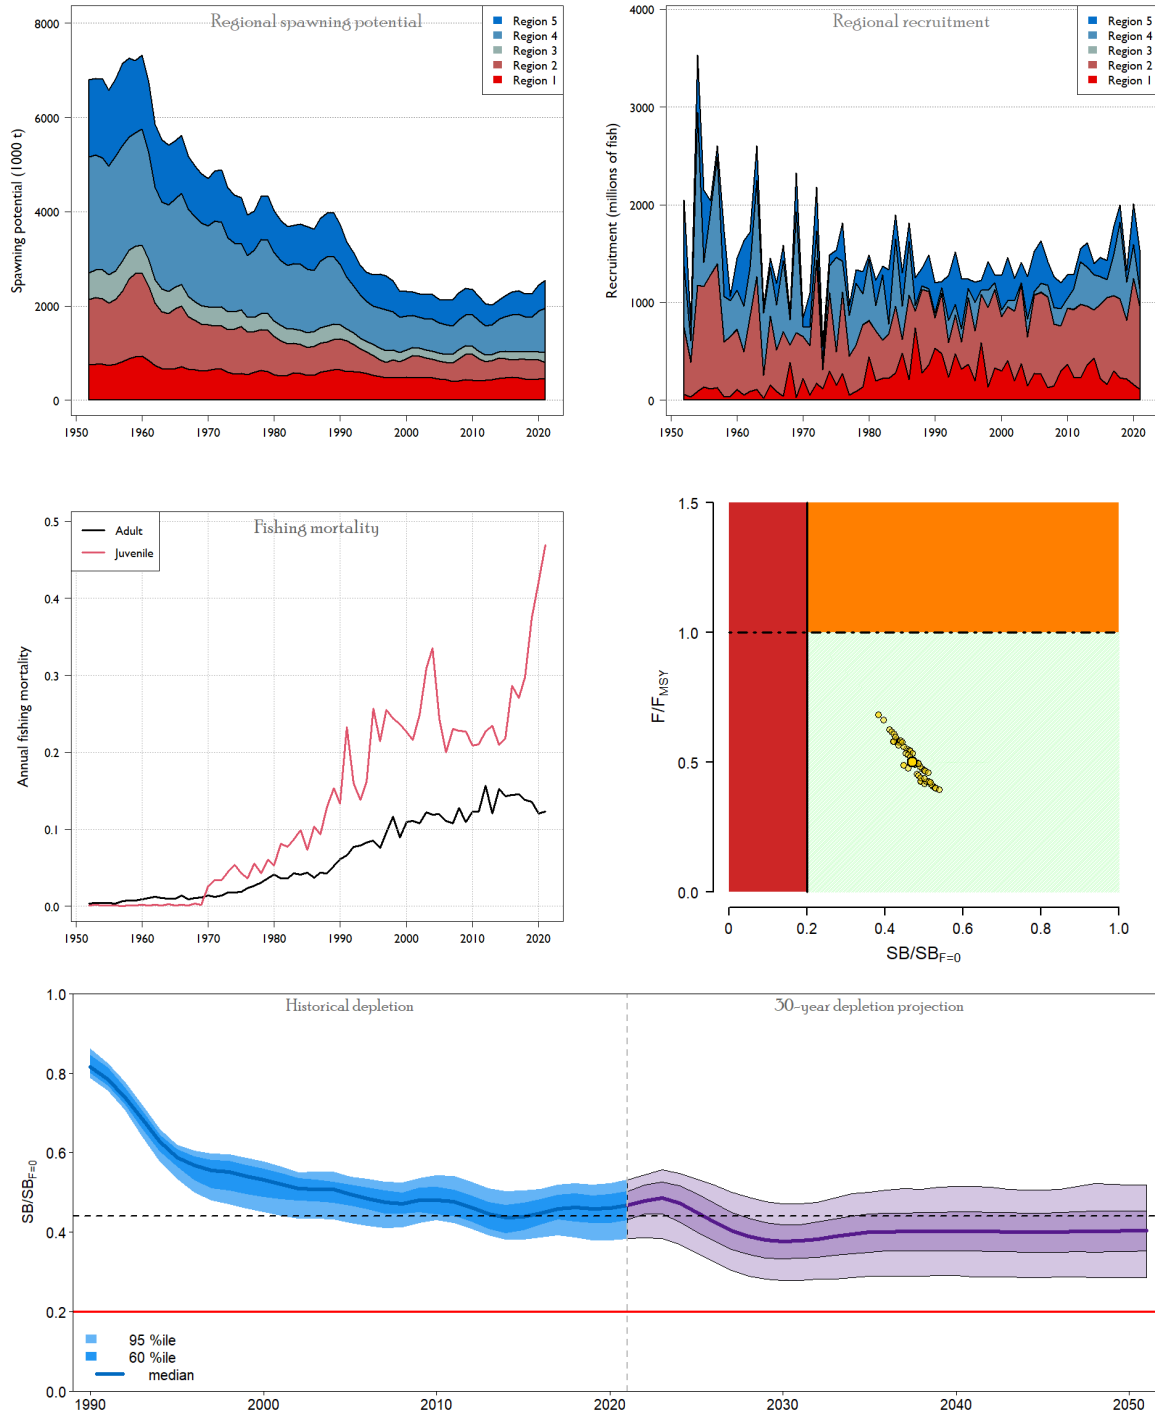 Regional spawning potential
Region 5
Region 4
Region 3
Region 2
Region 1
Spawning potential (1000 t)
8000
6000
4000
2000
0
1950 1960 1970 1980 1990 2000 2010 2020
Regional recruitment
Region 5
Region 4
Region 3
Region 2
Region 1
Recruitment (millions of fish)
4000
3000
2000
1000
0
1950 1960 1970 1980 1990 2000 2010 2020
Fishing mortality
Adult
Juvenile
Annual fishing mortality
0.5
0.4
0.3
0.2
0.1
0.0
1950 1960 1970 1980 1990 2000 2010 2020
F/FMSY
1.5
1.0
0.5
0.0
0 0.2 0.4 0.6 0.8 1.0
SB/SBF=0
Historical depletion
30-year depletion projection
SB/SBF=0
1.0
0.8
0.6
0.4
0.2
0.0
95 %ile
60 %ile
median
1990 2000 2010 2020 2030 2040 2050